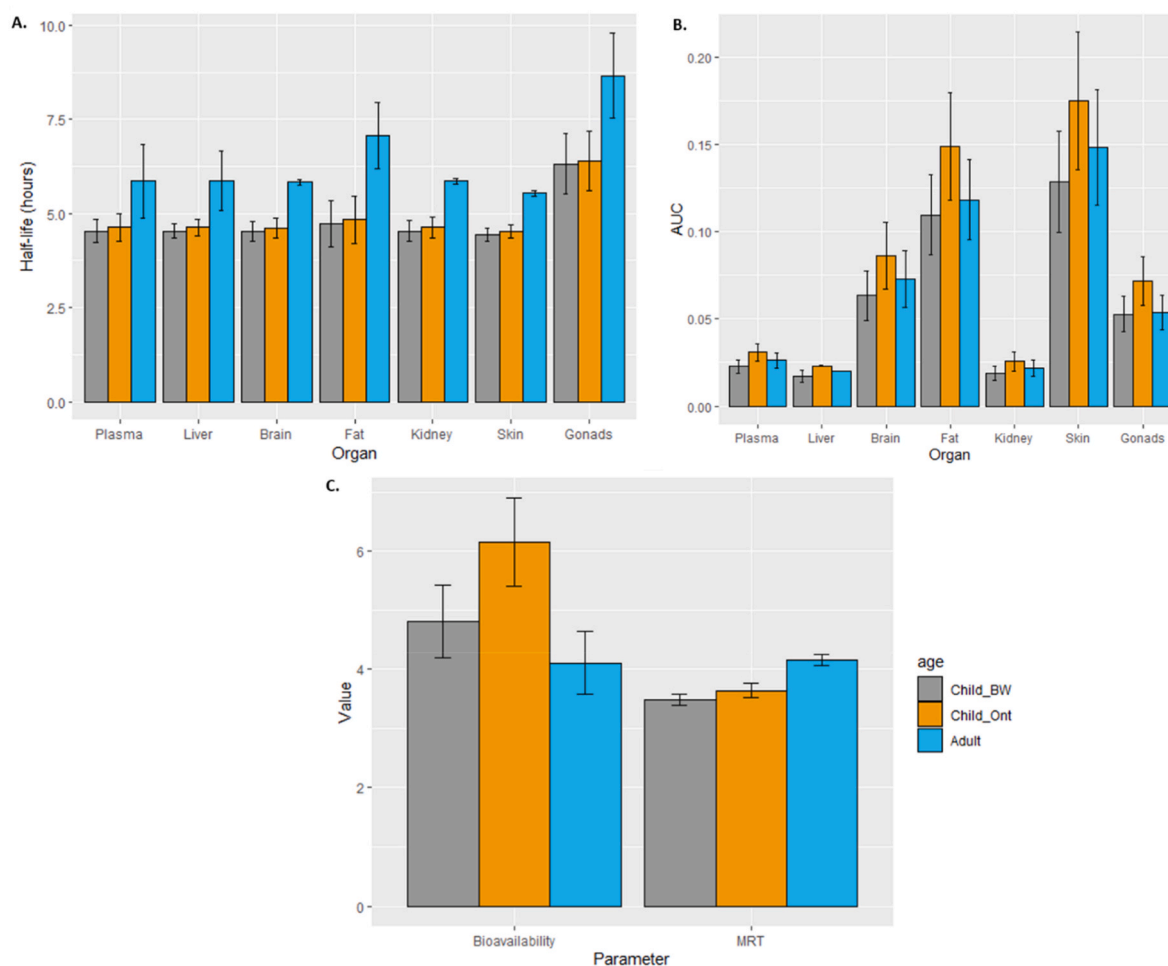 A.
10.0
7.5
5.0
2.5
0.0
Half-life (hours)
Plasma Liver Brain Fat Kidney Skin Gonads
Organ
B.
0.20
0.15
0.10
0.05
0.00
AUC
Plasma Liver Brain Fat Kidney Skin Gonads
Organ
C.
6
4
2
0
Value
Bioavailability MRT
Parameter
age
Child_BW
Child_Ont
Adult